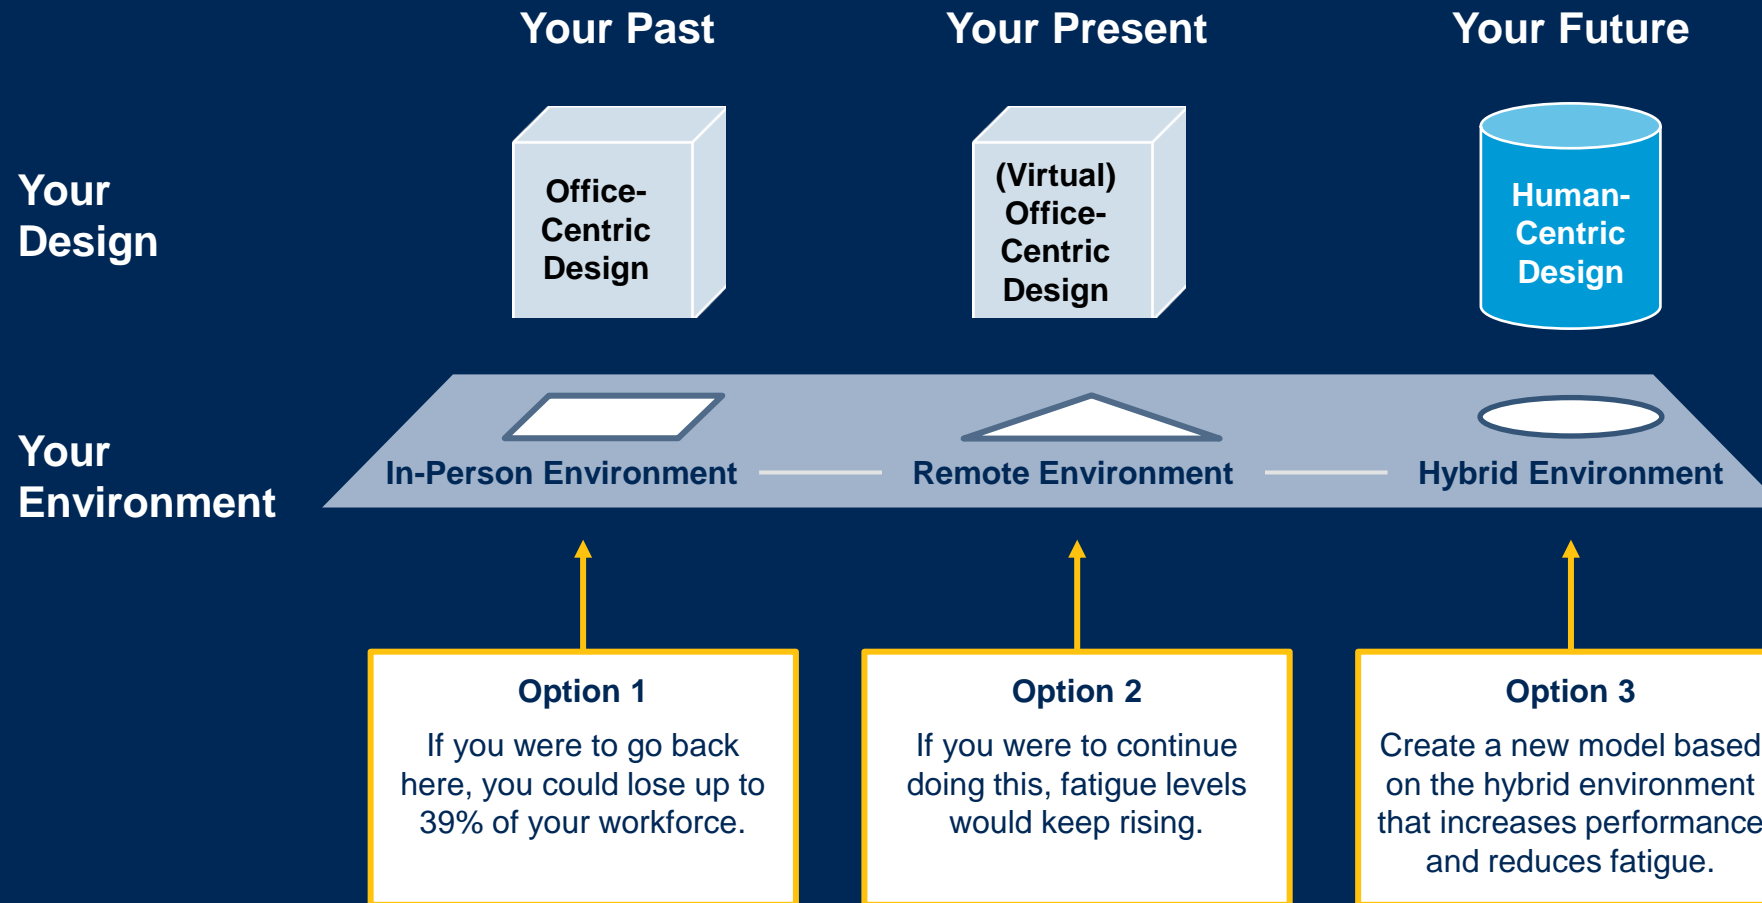 Your Past
Your Present
Your Future
Your
Design
Office-
Centric
Design
(Virtual)
Office-
Centric
Design
Human-
Centric
Design
Your
Environment
In-Person Environment
Remote Environment
Hybrid Environment
Option 1
If you were to go back
here, you could lose up to
39% of your workforce.
Option 2
If you were to continue
doing this, fatigue levels
would keep rising.
Option 3
Create a new model based
on the hybrid environment
that increases performance
and reduces fatigue.